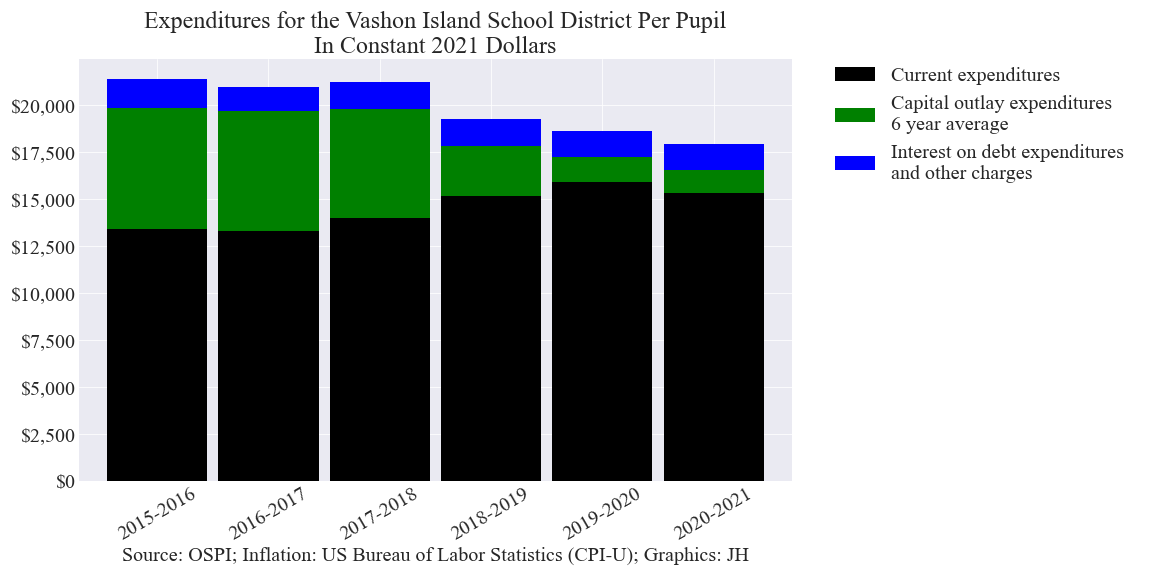 Expenditures for the Vashon Island School District Per Pupil
In Constant 2021 Dollars
$20,000
$17,500
$15,000
$12,500
$10,000
$7,500
$5,000
$2,500
$0
2015-2016
2016-2017
2017-2018
2018-2019
2019-2020
2020-2021
Source: OSPI; Inflation: US Bureau of Labor Statistics (CPI-U); Graphics: JH
Current expenditures
Capital outlay expenditures
6 year average
Interest on debt expenditures
and other charges